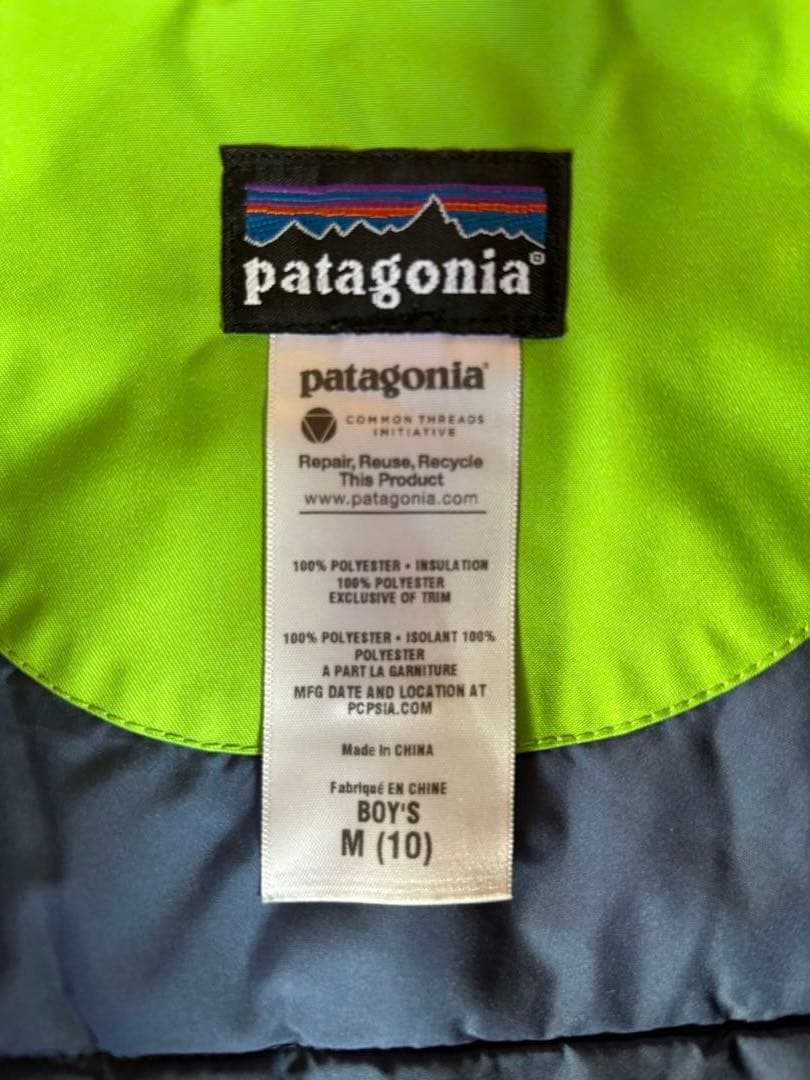 patagonia®
patagonia®
COMMON THREADS
INITIATIVE
Repair, Reuse, Recycle
This Product
www.patagonia.com
100% POLYESTER • INSULATION
100% POLYESTER
EXCLUSIVE OF TRIM
100% POLYESTER • ISOLANT 100%
POLYESTER
A PART LA GARNITURE
MFG DATE AND LOCATION AT
PCPSIA.COM
Made in CHINA
Fabriqué EN CHINE
BOY'S
M (10)